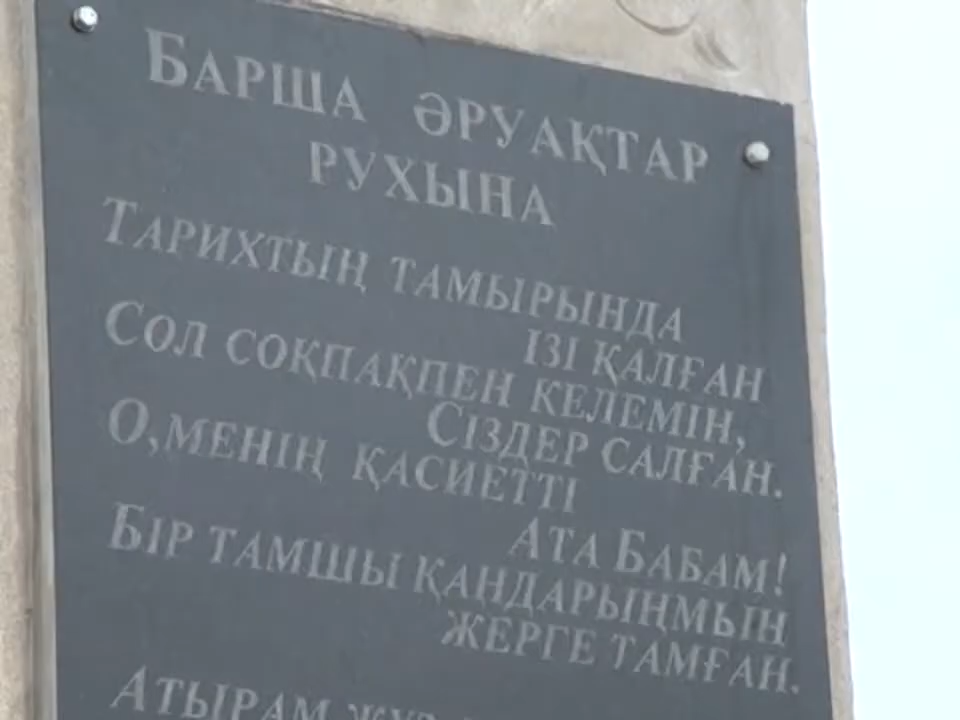 БАРША ӘРУАҚТАР
РУХЫНА
ТАРИХТЫҢ ТАМЫРЫНДА
ІЗІ ҚАЛҒАН
СОЛ СОҚПАҚПЕН КЕЛЕМІН,
СІЗДЕР САЛҒАН.
О,МЕНІҢ ҚАСИЕТТІ
АТА БАБАМ!
БІР ТАМШЫ ҚАНДАРЫҢМЫН
ЖЕРГЕ ТАМҒАН.
АТЫРАМ